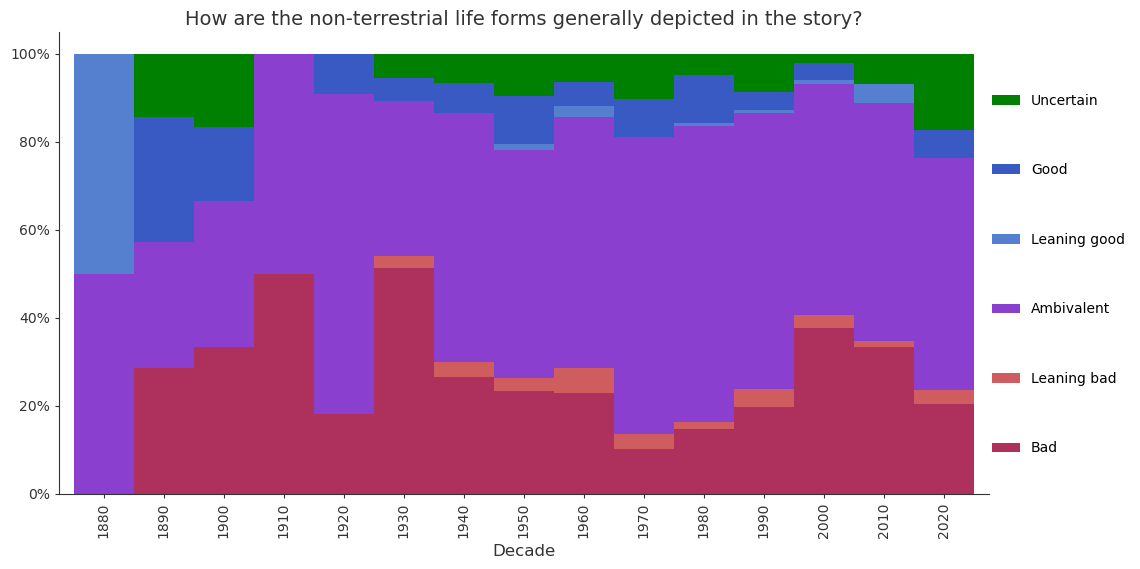 How are the non-terrestrial life forms generally depicted in the story?
100%
80%
60%
40%
20%
0%
Uncertain
Good
Leaning good
Ambivalent
Leaning bad
Bad
1880
1890
1900
1910
1920
1930
1940
1950
1960
1970
1980
1990
2000
2010
2020
Decade